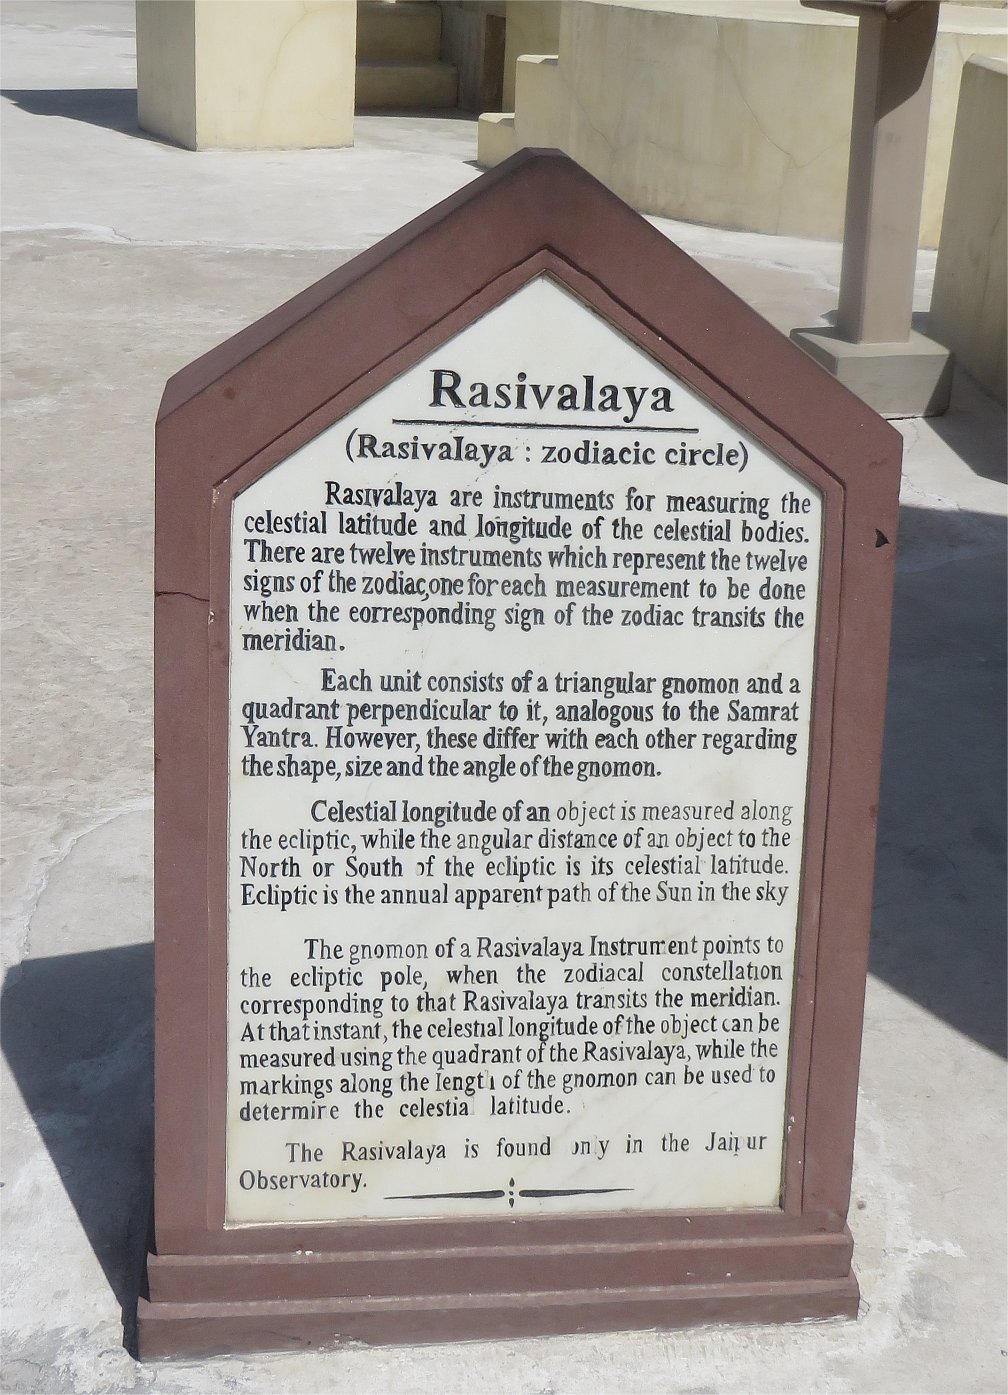 Rasivalaya
(Rasivalaya : zodiacic circle)
Rasivalaya are instruments for measuring the
celestial latitude and longitude of the celestial bodies.
There are twelve instruments which represent the twelve
signs of the zodiac,one for each measurement to be done
when the eorresponding sign of the zodiac transits the
meridian.
Each unit consists of a triangular gnomon and a
quadrant perpendicular to it, analogous to the Samrat
Yantra. However, these differ with each other regarding
the shape, size and the angle of the gnomon.
Celestial longitude of an object is measured along
the ecliptic, while the angular distance of an object to the
North or South of the ecliptic is its celestial latitude.
Ecliptic is the annual apparent path of the Sun in the sky
The gnomon of a Rasivalaya Instrument points to
the ecliptic pole, when the zodiacal constellation
corresponding to that Rasivalaya transits the meridian.
At that instant, the celestial longitude of the object can be
measured using the quadrant of the Rasivalaya, while the
markings along the length of the gnomon can be used to
determine the celestial latitude.
The Rasivalaya is found only in the Jaipur
Observatory.